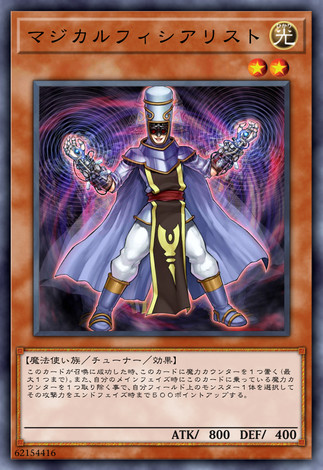 マジカルフィシアリスト
光
【魔法使い族／チューナー／効果】
このカードが召喚に成功した時、このカードに魔力カウンターを１つ置く（最
大１つまで）。また、自分のメインフェイズ時にこのカードに乗っている魔力カ
ウンターを１つ取り除く事で、自分フィールド上のモンスター１体を選択して
その攻撃力をエンドフェイズ時まで５００ポイントアップする。
ATK/ 800 DEF/ 400
62154416